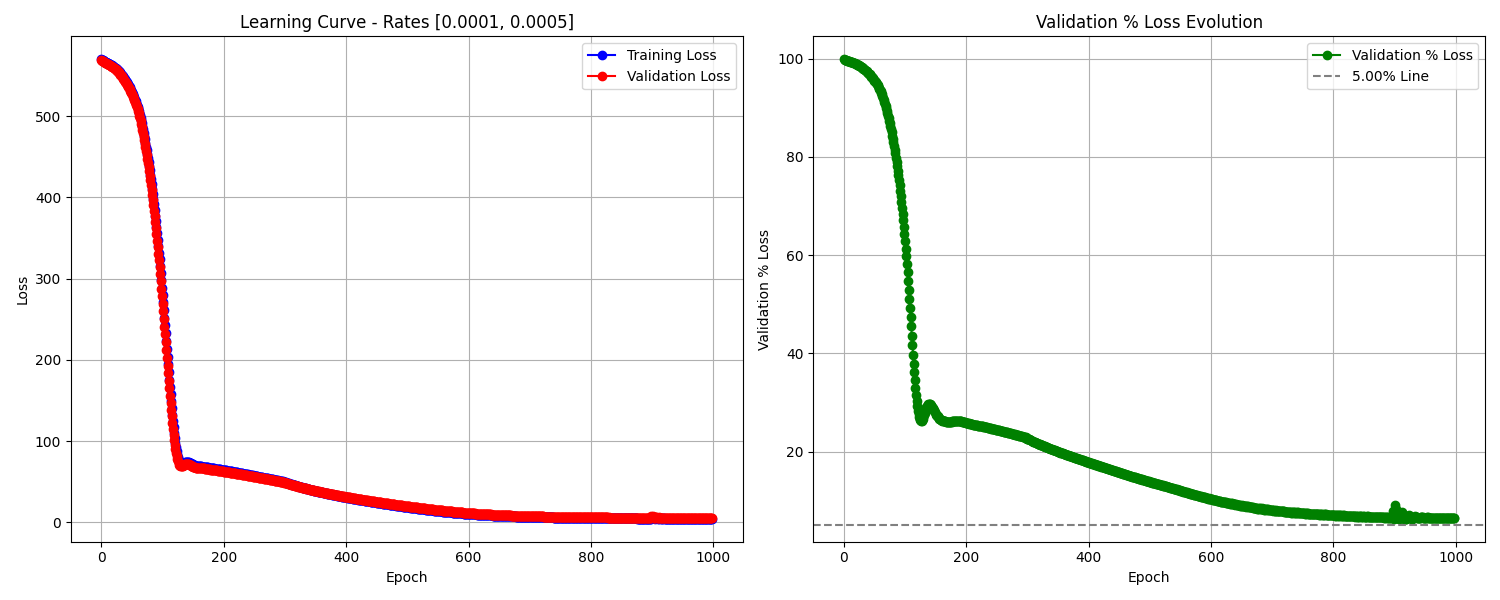 Learning Curve - Rates [0.0001, 0.0005]
Training Loss
Validation Loss
Loss
500
400
300
200
100
0
0 200 400 600 800 1000
Epoch
Validation % Loss Evolution
Validation % Loss
5.00% Line
Validation % Loss
100
80
60
40
20
0 200 400 600 800 1000
Epoch